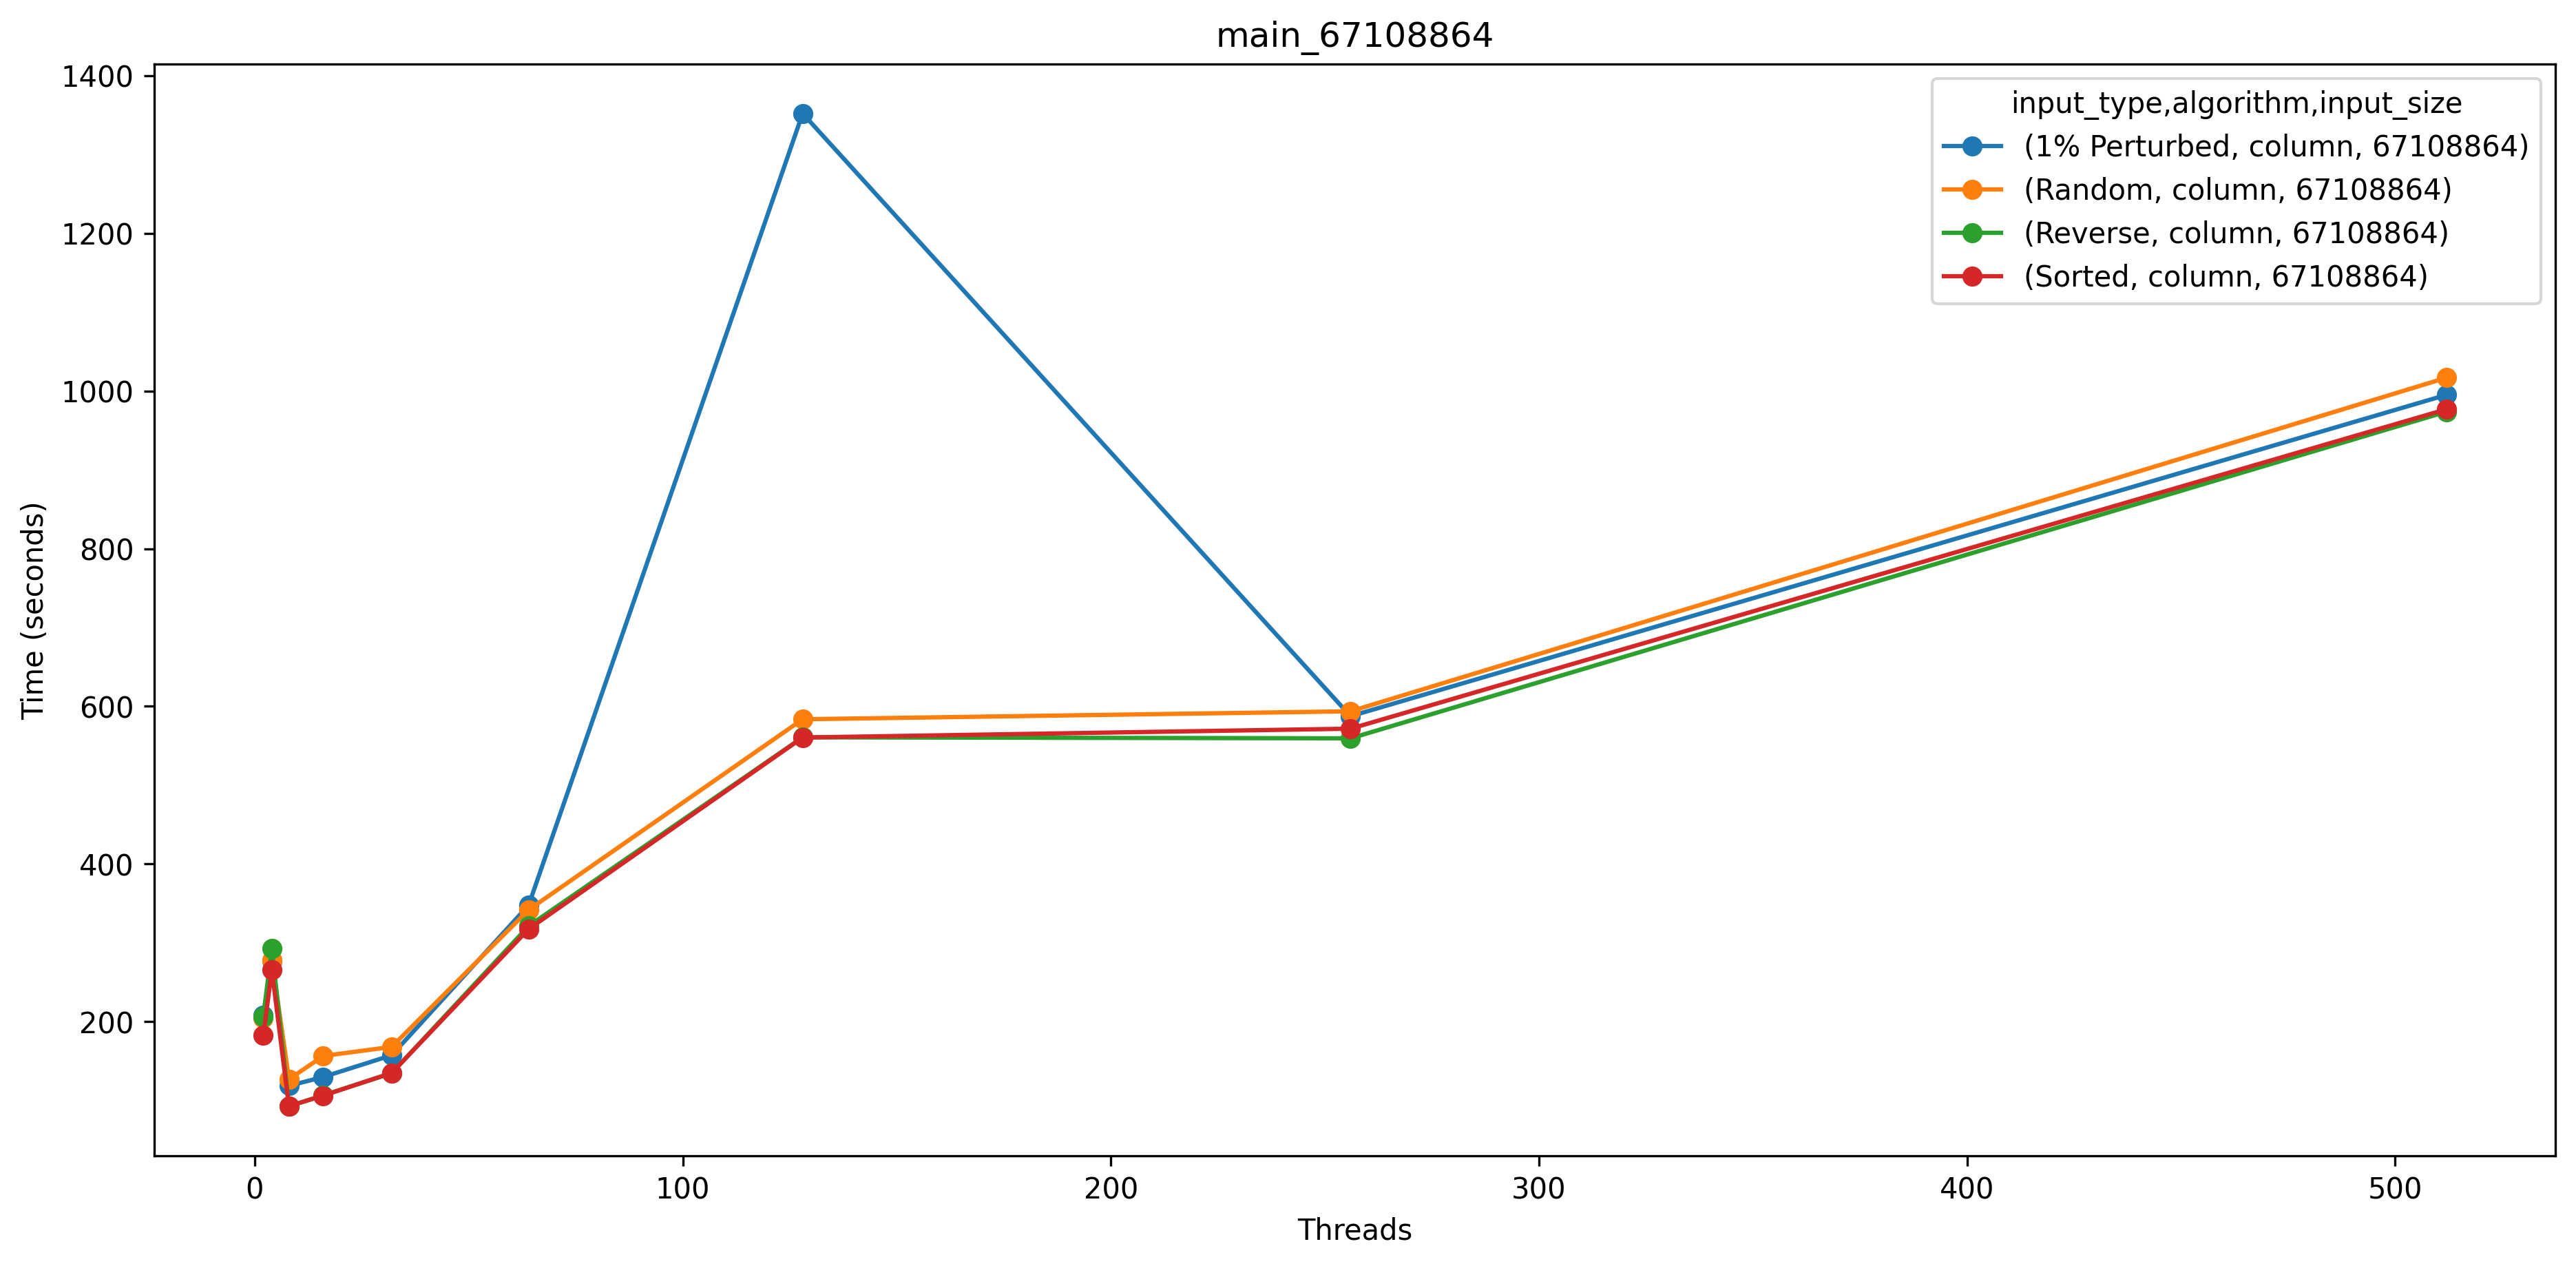 main_67108864
1400
1200
1000
800
600
400
200
Time (seconds)
input_type,algorithm,input_size
(1% Perturbed, column, 67108864)
(Random, column, 67108864)
(Reverse, column, 67108864)
(Sorted, column, 67108864)
0 100 200 300 400 500
Threads